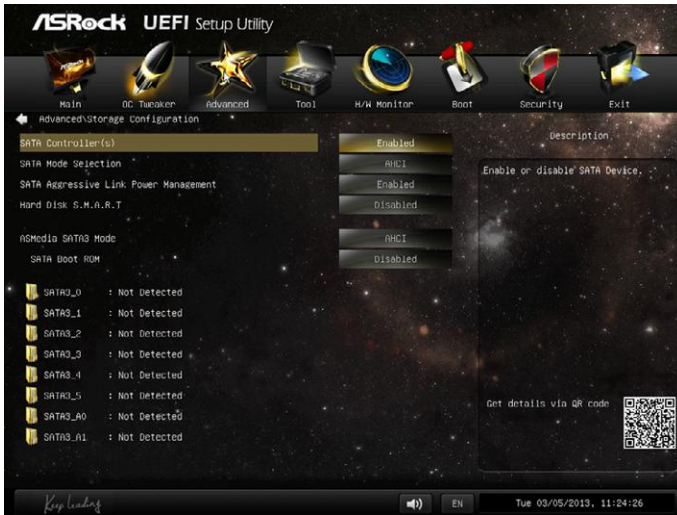 ASRock UEFI Setup Utility
Main OC Tweaker Advanced Tool H/W Monitor Boot Security Exit
Advanced\Storage Configuration
Description
SATA Controller(s) Enabled
Enable or disable SATA Device.
SATA Mode Selection AHCI
SATA Aggressive Link Power Management Enabled
Hard Disk S.M.A.R.T Disabled
ASMedia SATA3 Mode AHCI
SATA Boot ROM Disabled
SATA3_0 : Not Detected
SATA3_1 : Not Detected
SATA3_2 : Not Detected
SATA3_3 : Not Detected
SATA3_4 : Not Detected
SATA3_5 : Not Detected
SATA3_A0 : Not Detected
SATA3_A1 : Not Detected
Get details via QR code
Keep Leading
EN
Tue 03/05/2013, 11:24:26